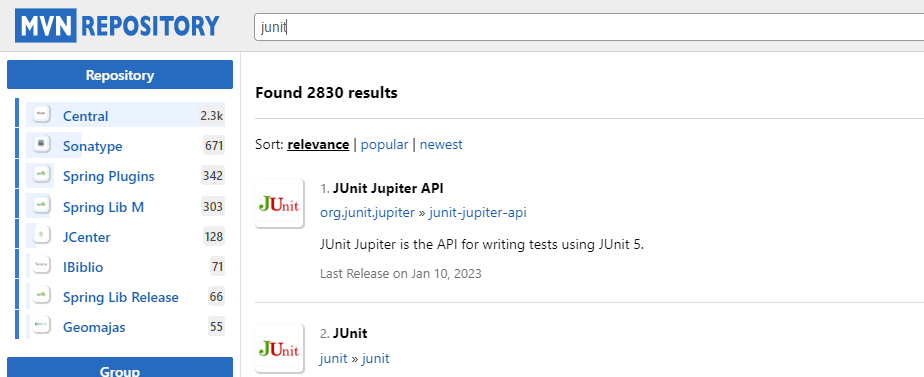 MVN REPOSITORY
junit
Repository
Central 2.3k
Sonatype 671
Spring Plugins 342
Spring Lib M 303
JCenter 128
IBiblio 71
Spring Lib Release 66
Geomajas 55
Group
Found 2830 results
Sort: relevance | popular | newest
JUnit
1. JUnit Jupiter API
org.junit.jupiter » junit-jupiter-api
JUnit Jupiter is the API for writing tests using JUnit 5.
Last Release on Jan 10, 2023
JUnit
2. JUnit
junit » junit